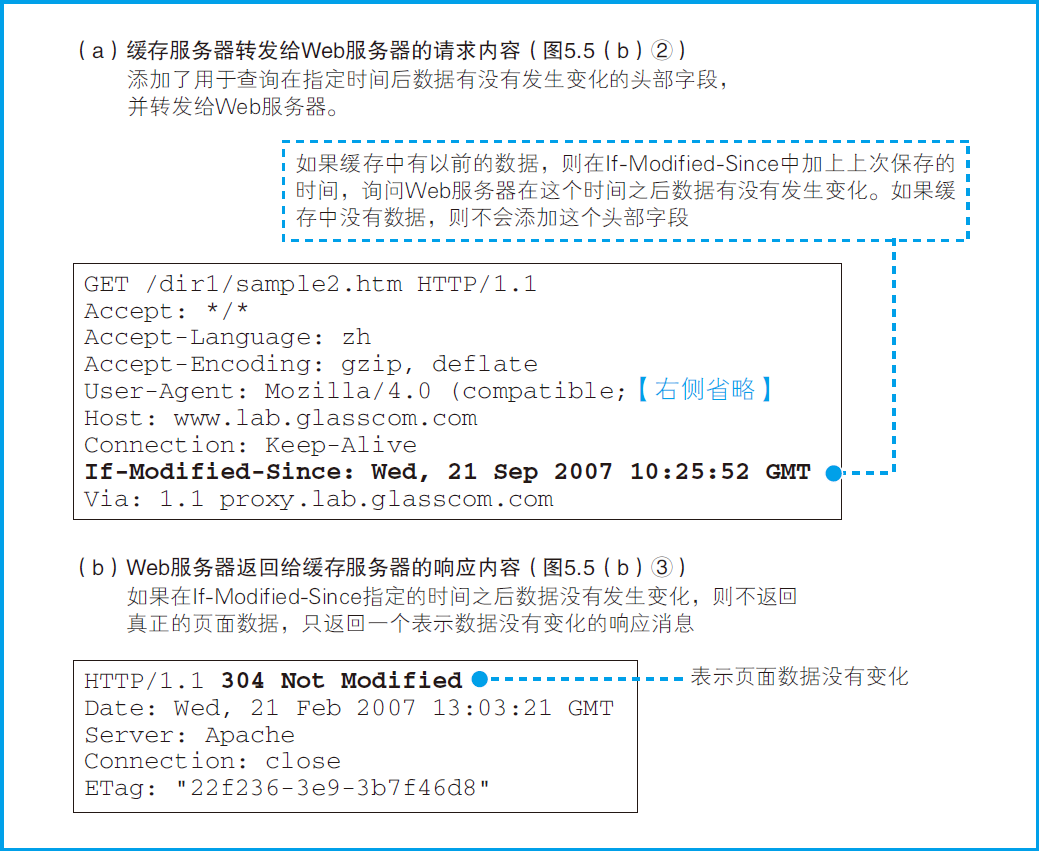 （a）缓存服务器转发给Web服务器的请求内容（图5.5（b）②）
添加了用于查询在指定时间后数据有没有发生变化的头部字段，
并转发给Web服务器。
如果缓存中有以前的数据，则在If-Modified-Since中加上上次保存的
时间，询问Web服务器在这个时间之后数据有没有发生变化。如果缓
存中没有数据，则不会添加这个头部字段
GET /dir1/sample2.htm HTTP/1.1
Accept: */*
Accept-Language: zh
Accept-Encoding: gzip, deflate
User-Agent: Mozilla/4.0 (compatible;【右侧省略】
Host: www.lab.glasscom.com
Connection: Keep-Alive
If-Modified-Since: Wed, 21 Sep 2007 10:25:52 GMT
Via: 1.1 proxy.lab.glasscom.com
（b）Web服务器返回给缓存服务器的响应内容（图5.5（b）③）
如果在If-Modified-Since指定的时间之后数据没有发生变化，则不返回
真正的页面数据，只返回一个表示数据没有变化的响应消息
HTTP/1.1 304 Not Modified
表示页面数据没有变化
Date: Wed, 21 Feb 2007 13:03:21 GMT
Server: Apache
Connection: close
ETag: "22f236-3e9-3b7f46d8"